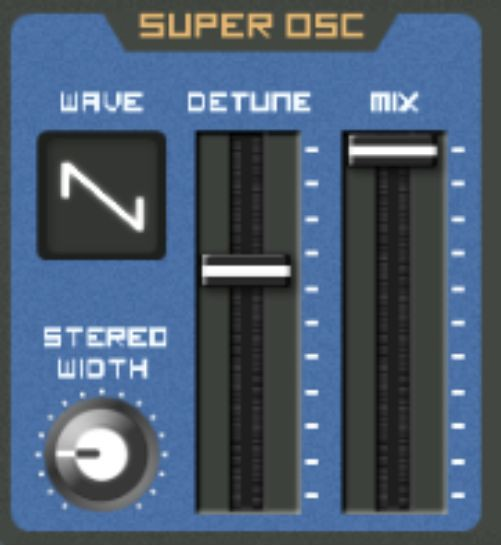 SUPER OSC
WAVE
DETUNE
MIX
STEREO
WIDTH